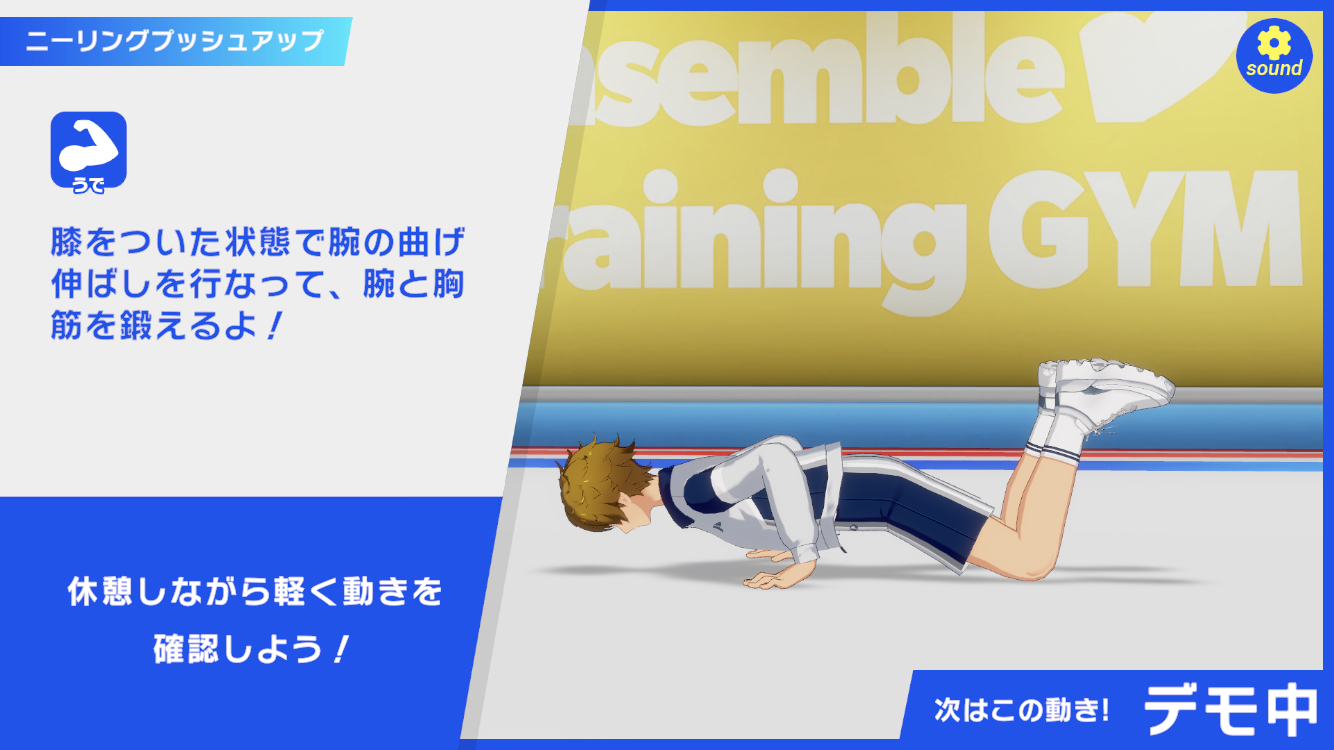 ニーリングプッシュアップ
sound
うで
膝をついた状態で腕の曲げ
伸ばしを行なって、腕と胸
筋を鍛えるよ！
nsemble
raining GYM
休憩しながら軽く動きを
確認しよう！
次はこの動き! デモ中